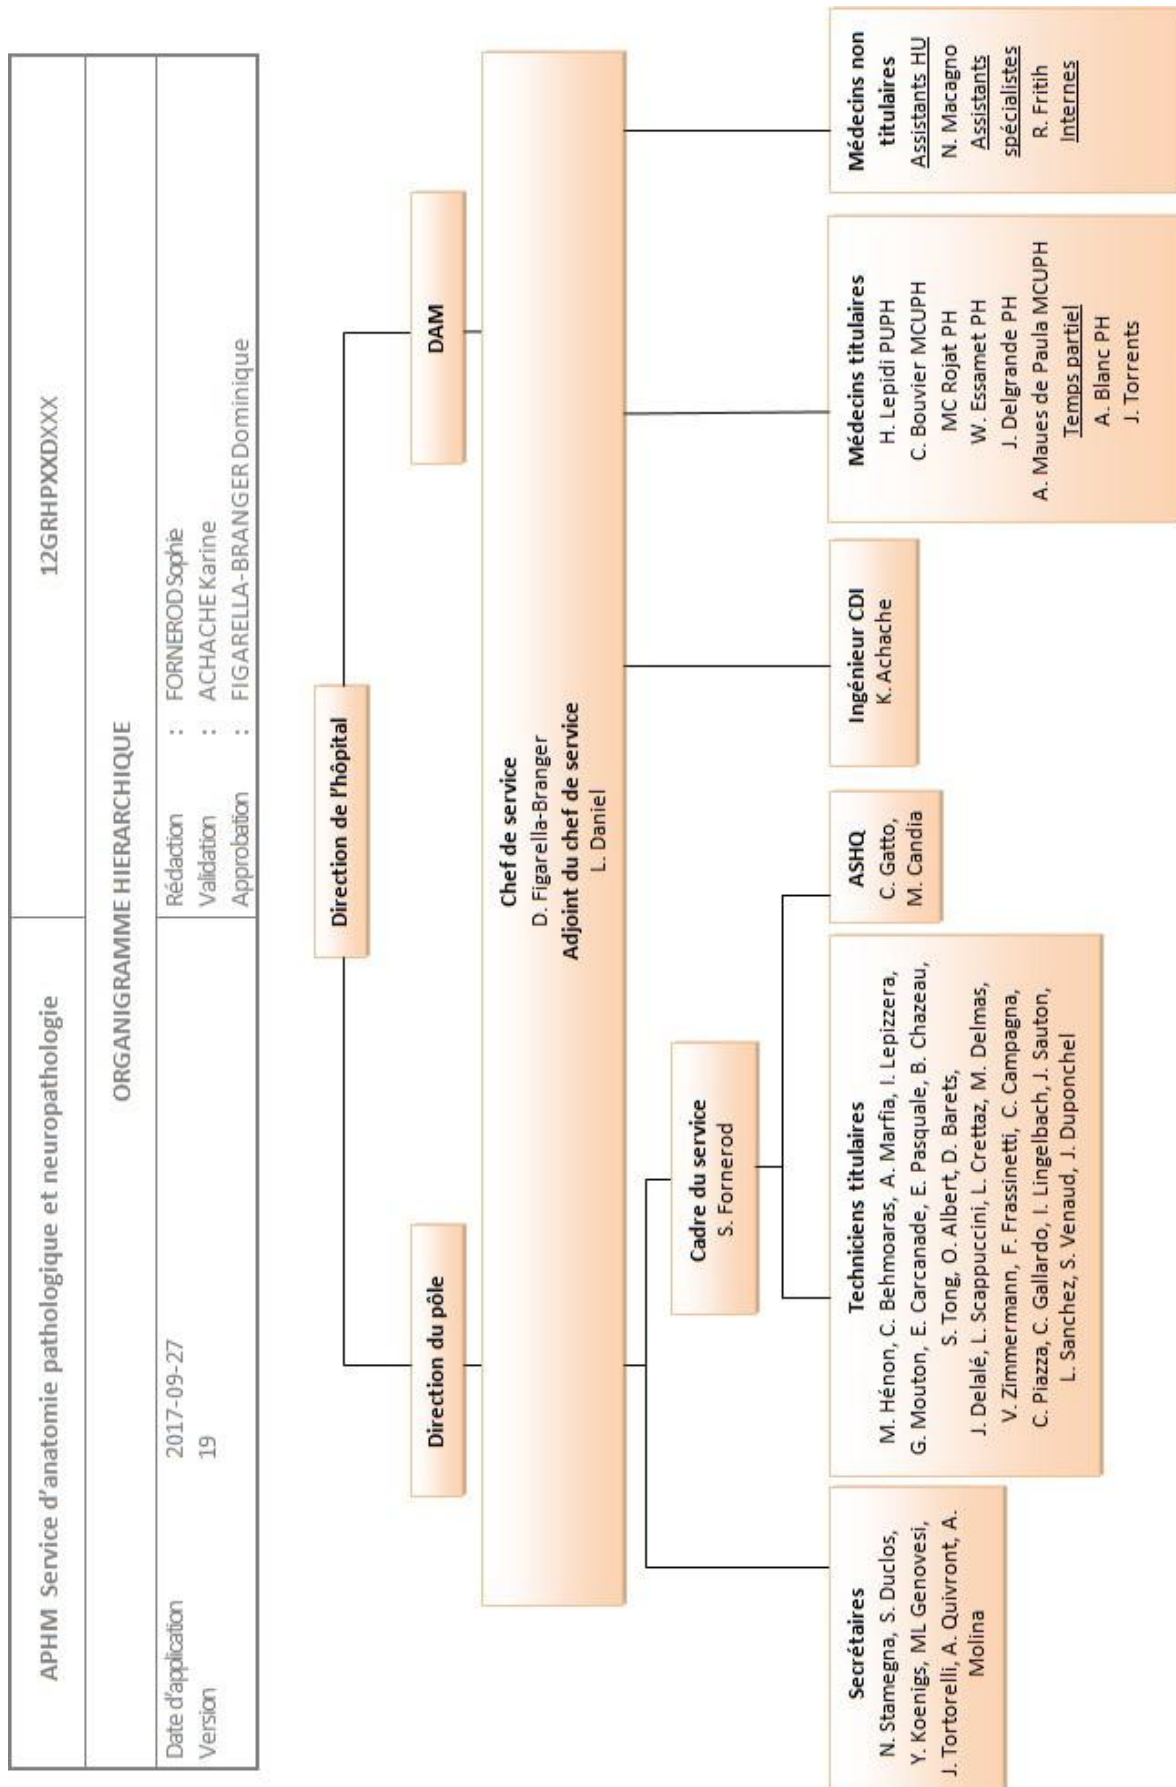 APHM Service d'anatomie pathologique et neuropathologie
12GRHPXXDXXX
ORGANIGRAMME HIERARCHIQUE
Date d'application 2017-09-27
Version 19
Rédaction : FORNEROD Sophie
Validation : ACHACHE Karine
Approbation : FIGARELLA-BRANGER Dominique
Direction de l'hôpital
Direction du pôle
DAM
Chef de service
D. Figarella-Branger
Adjoint du chef de service
L. Daniel
Cadre du service
S. Fornerod
Secrétaires
N. Stamegna, S. Duclos,
Y. Koenigs, ML Genovesi,
J. Tortorelli, A. Quivront, A.
Molina
Techniciens titulaires
M. Hénon, C. Behmoaras, A. Marfia, I. Lepizzera,
G. Mouton, E. Carcanade, E. Pasquale, B. Chazeau,
S. Tong, O. Albert, D. Barets,
J. Delalé, L. Scappuccini, L. Crettaz, M. Delmas,
V. Zimmermann, F. Frassinetti, C. Campagna,
C. Piazza, C. Gallardo, I. Lingelbach, J. Sauton,
L. Sanchez, S. Venaud, J. Duponchel
ASHQ
C. Gatto,
M. Candia
Ingénieur CDI
K. Achache
Médecins titulaires
H. Lepidi PUPH
C. Bouvier MCUPH
MC Rojat PH
W. Essamet PH
J. Delgrande PH
A. Maues de Paula MCUPH
Temps partiel
A. Blanc PH
J. Torrents
Médecins non
titulaires
Assistants HU
N. Macagno
Assistants
spécialistes
R. Fritih
Internes